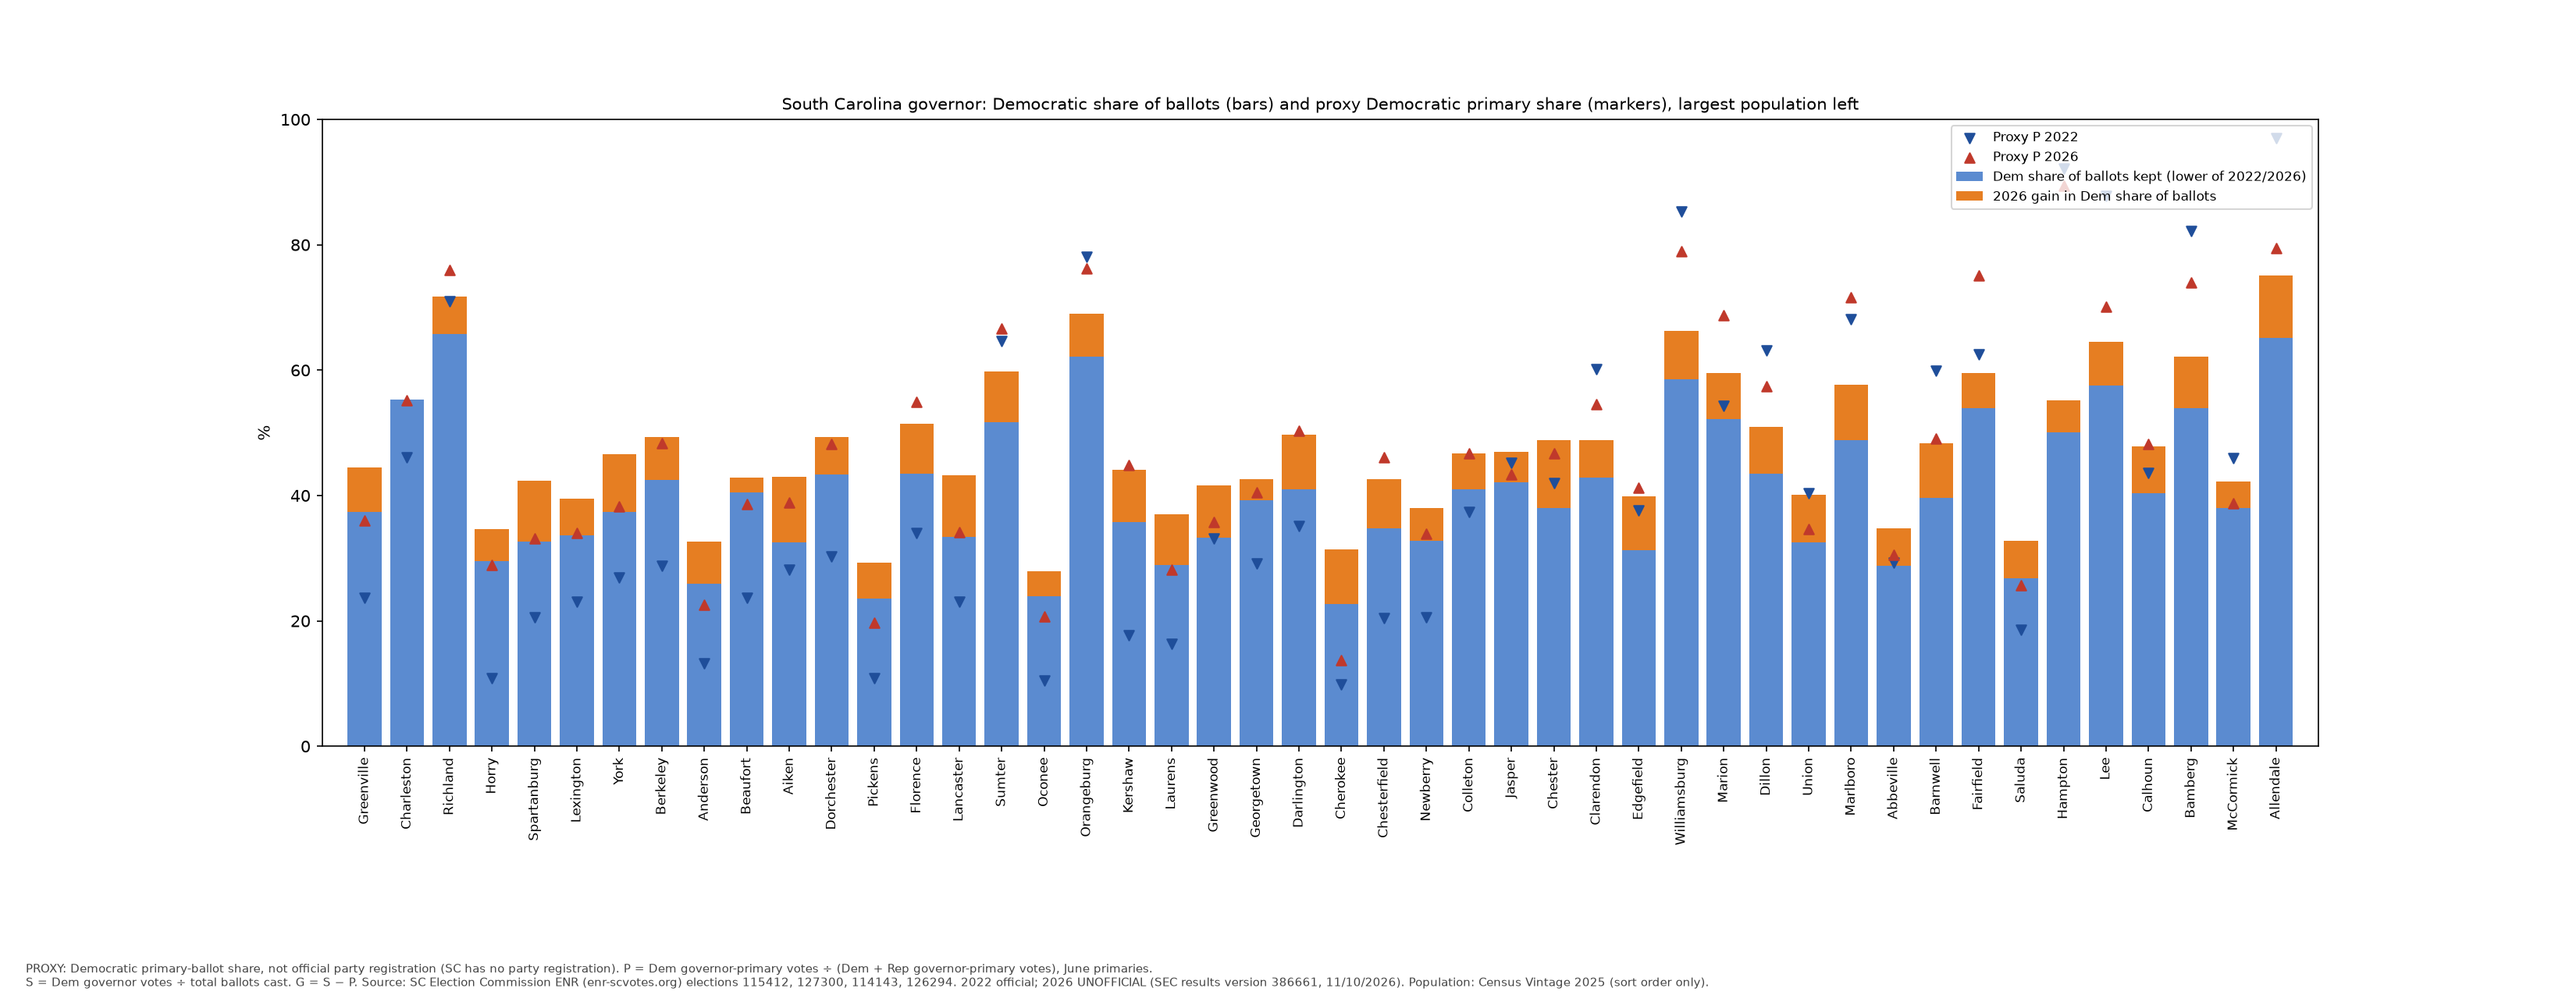 South Carolina governor: Democratic share of ballots (bars) and proxy Democratic primary share (markers), largest population left
100
80
60
40
20
0
%
Proxy P 2022
Proxy P 2026
Dem share of ballots kept (lower of 2022/2026)
2026 gain in Dem share of ballots
Greenville
Charleston
Richland
Horry
Spartanburg
Lexington
York
Berkeley
Anderson
Beaufort
Aiken
Dorchester
Pickens
Florence
Lancaster
Sumter
Oconee
Orangeburg
Kershaw
Laurens
Greenwood
Georgetown
Darlington
Cherokee
Chesterfield
Newberry
Colleton
Jasper
Chester
Clarendon
Edgefield
Williamsburg
Marion
Dillon
Union
Marlboro
Abbeville
Barnwell
Fairfield
Saluda
Hampton
Lee
Calhoun
Bamberg
McCormick
Allendale
PROXY: Democratic primary-ballot share, not official party registration (SC has no party registration). P = Dem governor-primary votes ÷ (Dem + Rep governor-primary votes), June primaries.
S = Dem governor votes ÷ total ballots cast. G = S − P. Source: SC Election Commission ENR (enr-scvotes.org) elections 115412, 127300, 114143, 126294. 2022 official; 2026 UNOFFICIAL (SEC results version 386661, 11/10/2026). Population: Census Vintage 2025 (sort order only).